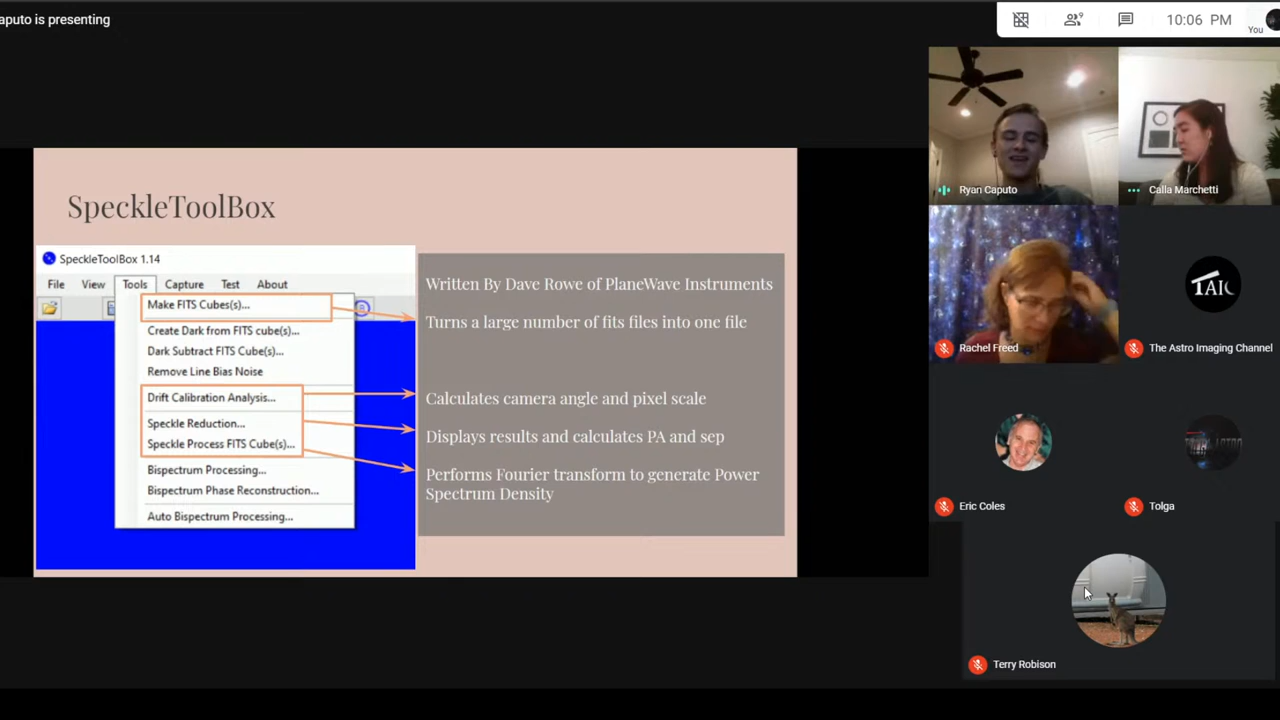 aputo is presenting
9
10:06 PM
You
SpeckleToolBox
SpeckleToolBox 1.14
File View Tools Capture Test About
Make FITS Cubes(s)...
Create Dark from FITS cube(s)...
Dark Subtract FITS Cube(s)...
Remove Line Bias Noise
Drift Calibration Analysis...
Speckle Reduction...
Speckle Process FITS Cube(s)...
Bispectrum Processing...
Bispectrum Phase Reconstruction...
Auto Bispectrum Processing...
Written By Dave Rowe of PlaneWave Instruments
Turns a large number of fits files into one file
Calculates camera angle and pixel scale
Displays results and calculates PA and sep
Performs Fourier transform to generate Power
Spectrum Density
Ryan Caputo
Calla Marchetti
Rachel Freed
TAIC
The Astro Imaging Channel
Eric Coles
Tolga
Terry Robison